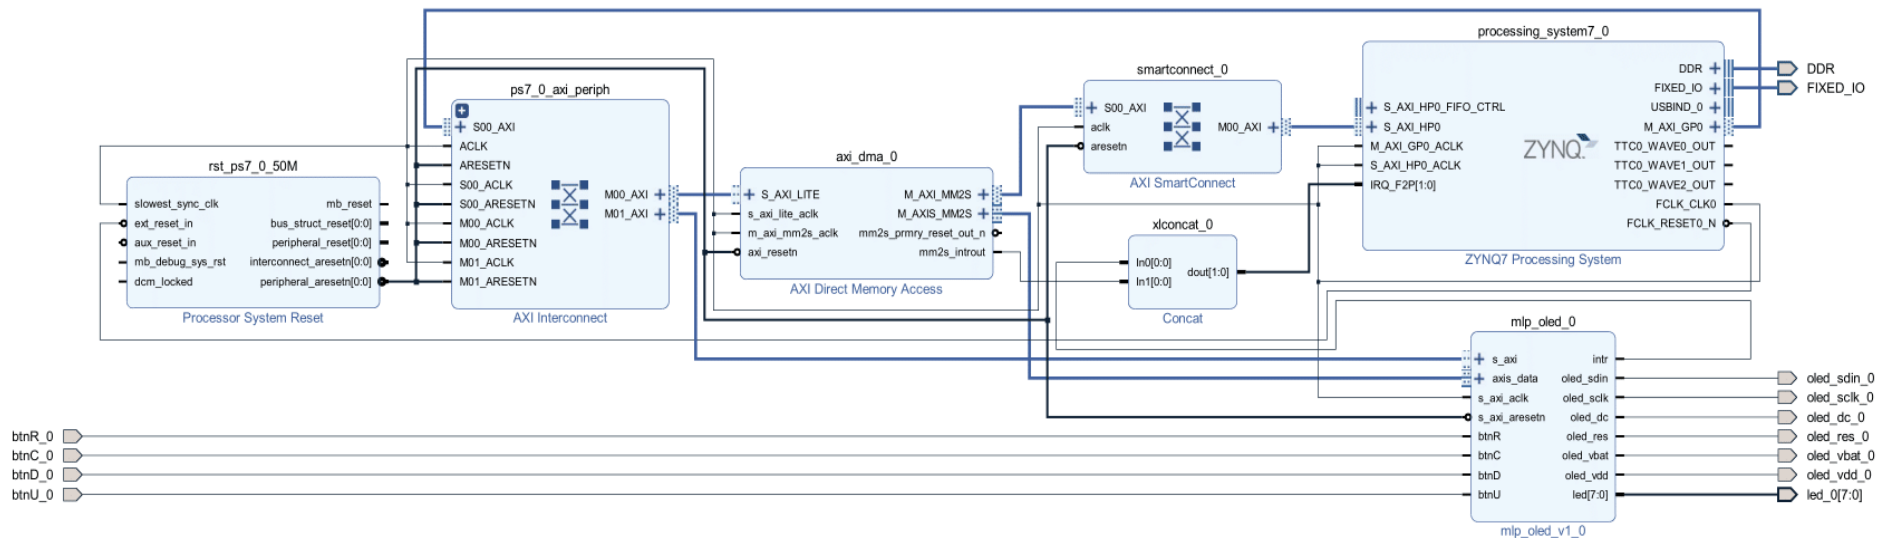 processing_system7_0
DDR
FIXED_IO
USBIND_0
M_AXI_GP0
TTC0_WAVE0_OUT
TTC0_WAVE1_OUT
TTC0_WAVE2_OUT
FCLK_CLK0
FCLK_RESET0_N
S_AXI_HP0_FIFO_CTRL
S_AXI_HP0
M_AXI_GP0_ACLK
S_AXI_HP0_ACLK
IRQ_F2P[1:0]
ZYNQ.
ZYNQ7 Processing System
DDR
FIXED_IO
smartconnect_0
S00_AXI
aclk
aresetn
M00_AXI
AXI SmartConnect
ps7_0_axi_periph
S00_AXI
ACLK
ARESETN
S00_ACLK
S00_ARESETN
M00_ACLK
M00_ARESETN
M01_ACLK
M01_ARESETN
M00_AXI
M01_AXI
AXI Interconnect
rst_ps7_0_50M
slowest_sync_clk
ext_reset_in
aux_reset_in
mb_debug_sys_rst
dcm_locked
mb_reset
bus_struct_reset[0:0]
peripheral_reset[0:0]
interconnect_aresetn[0:0]
peripheral_aresetn[0:0]
Processor System Reset
axi_dma_0
S_AXI_LITE
s_axi_lite_aclk
m_axi_mm2s_aclk
axi_resetn
M_AXI_MM2S
M_AXIS_MM2S
mm2s_prmry_reset_out_n
mm2s_introut
AXI Direct Memory Access
xlconcat_0
In0[0:0]
In1[0:0]
dout[1:0]
Concat
mlp_oled_0
s_axi
axis_data
s_axi_aclk
s_axi_aresetn
btnR
btnC
btnD
btnU
intr
oled_sdin
oled_sclk
oled_dc
oled_res
oled_vbat
oled_vdd
led[7:0]
mlp_oled_v1_0
btnR_0
btnC_0
btnD_0
btnU_0
oled_sdin_0
oled_sclk_0
oled_dc_0
oled_res_0
oled_vbat_0
oled_vdd_0
led_0[7:0]